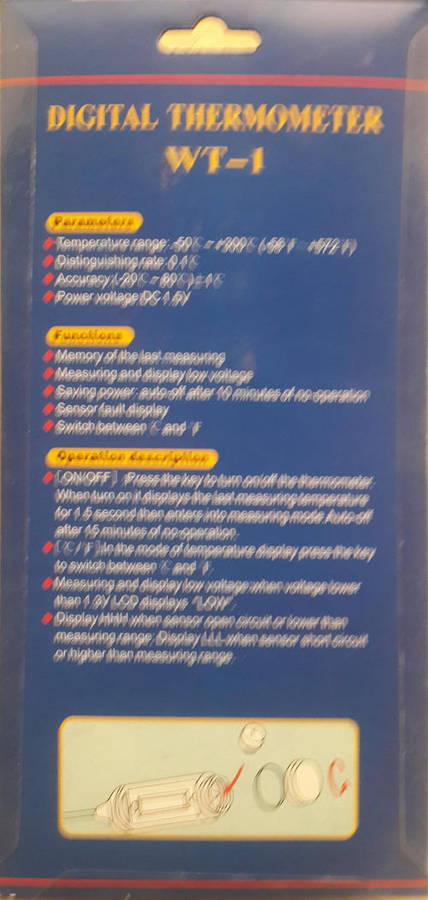 DIGITAL THERMOMETER
WT-1
Parameters
Temperature range: -50℃ ~ +300℃ (-58℉ ~ +572℉)
Distinguishing rate: 0.1℃
Accuracy: (-20℃ ~ 80℃) ±1℃
Power voltage: DC 1.5V
Functions
Memory of the last measuring
Measuring and display low voltage
Saving power: auto-off after 10 minutes of no operation
Sensor fault display
Switch between ℃ and ℉
Operation description
[ON/OFF]: Press the key to turn on/off the thermometer.
When turn on it displays the last measuring temperature
for 1.5 second then enters into measuring mode. Auto off
after 15 minutes of no operation.
[℃/℉]: In the mode of temperature display press the key
to switch between ℃ and ℉.
Measuring and display low voltage when voltage lower
than 1.3V LCD displays "LOW".
Display HHH when sensor open circuit or lower than
measuring range; Display LLL when sensor short circuit
or higher than measuring range.